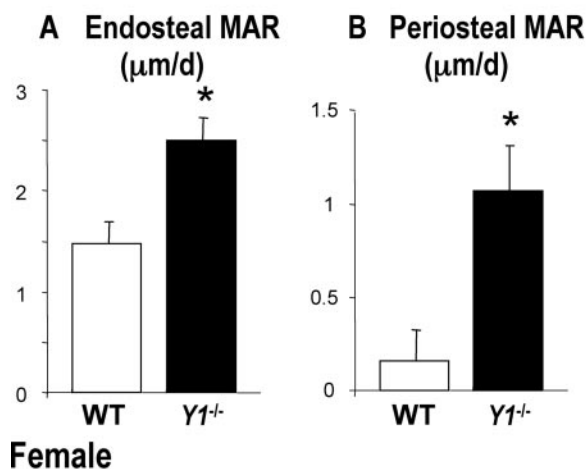 A Endosteal MAR
(μm/d)
3
2
1
0
*
WT Y1-/-
B Periosteal MAR
(μm/d)
1.5
1
0.5
0
*
WT Y1-/-
Female